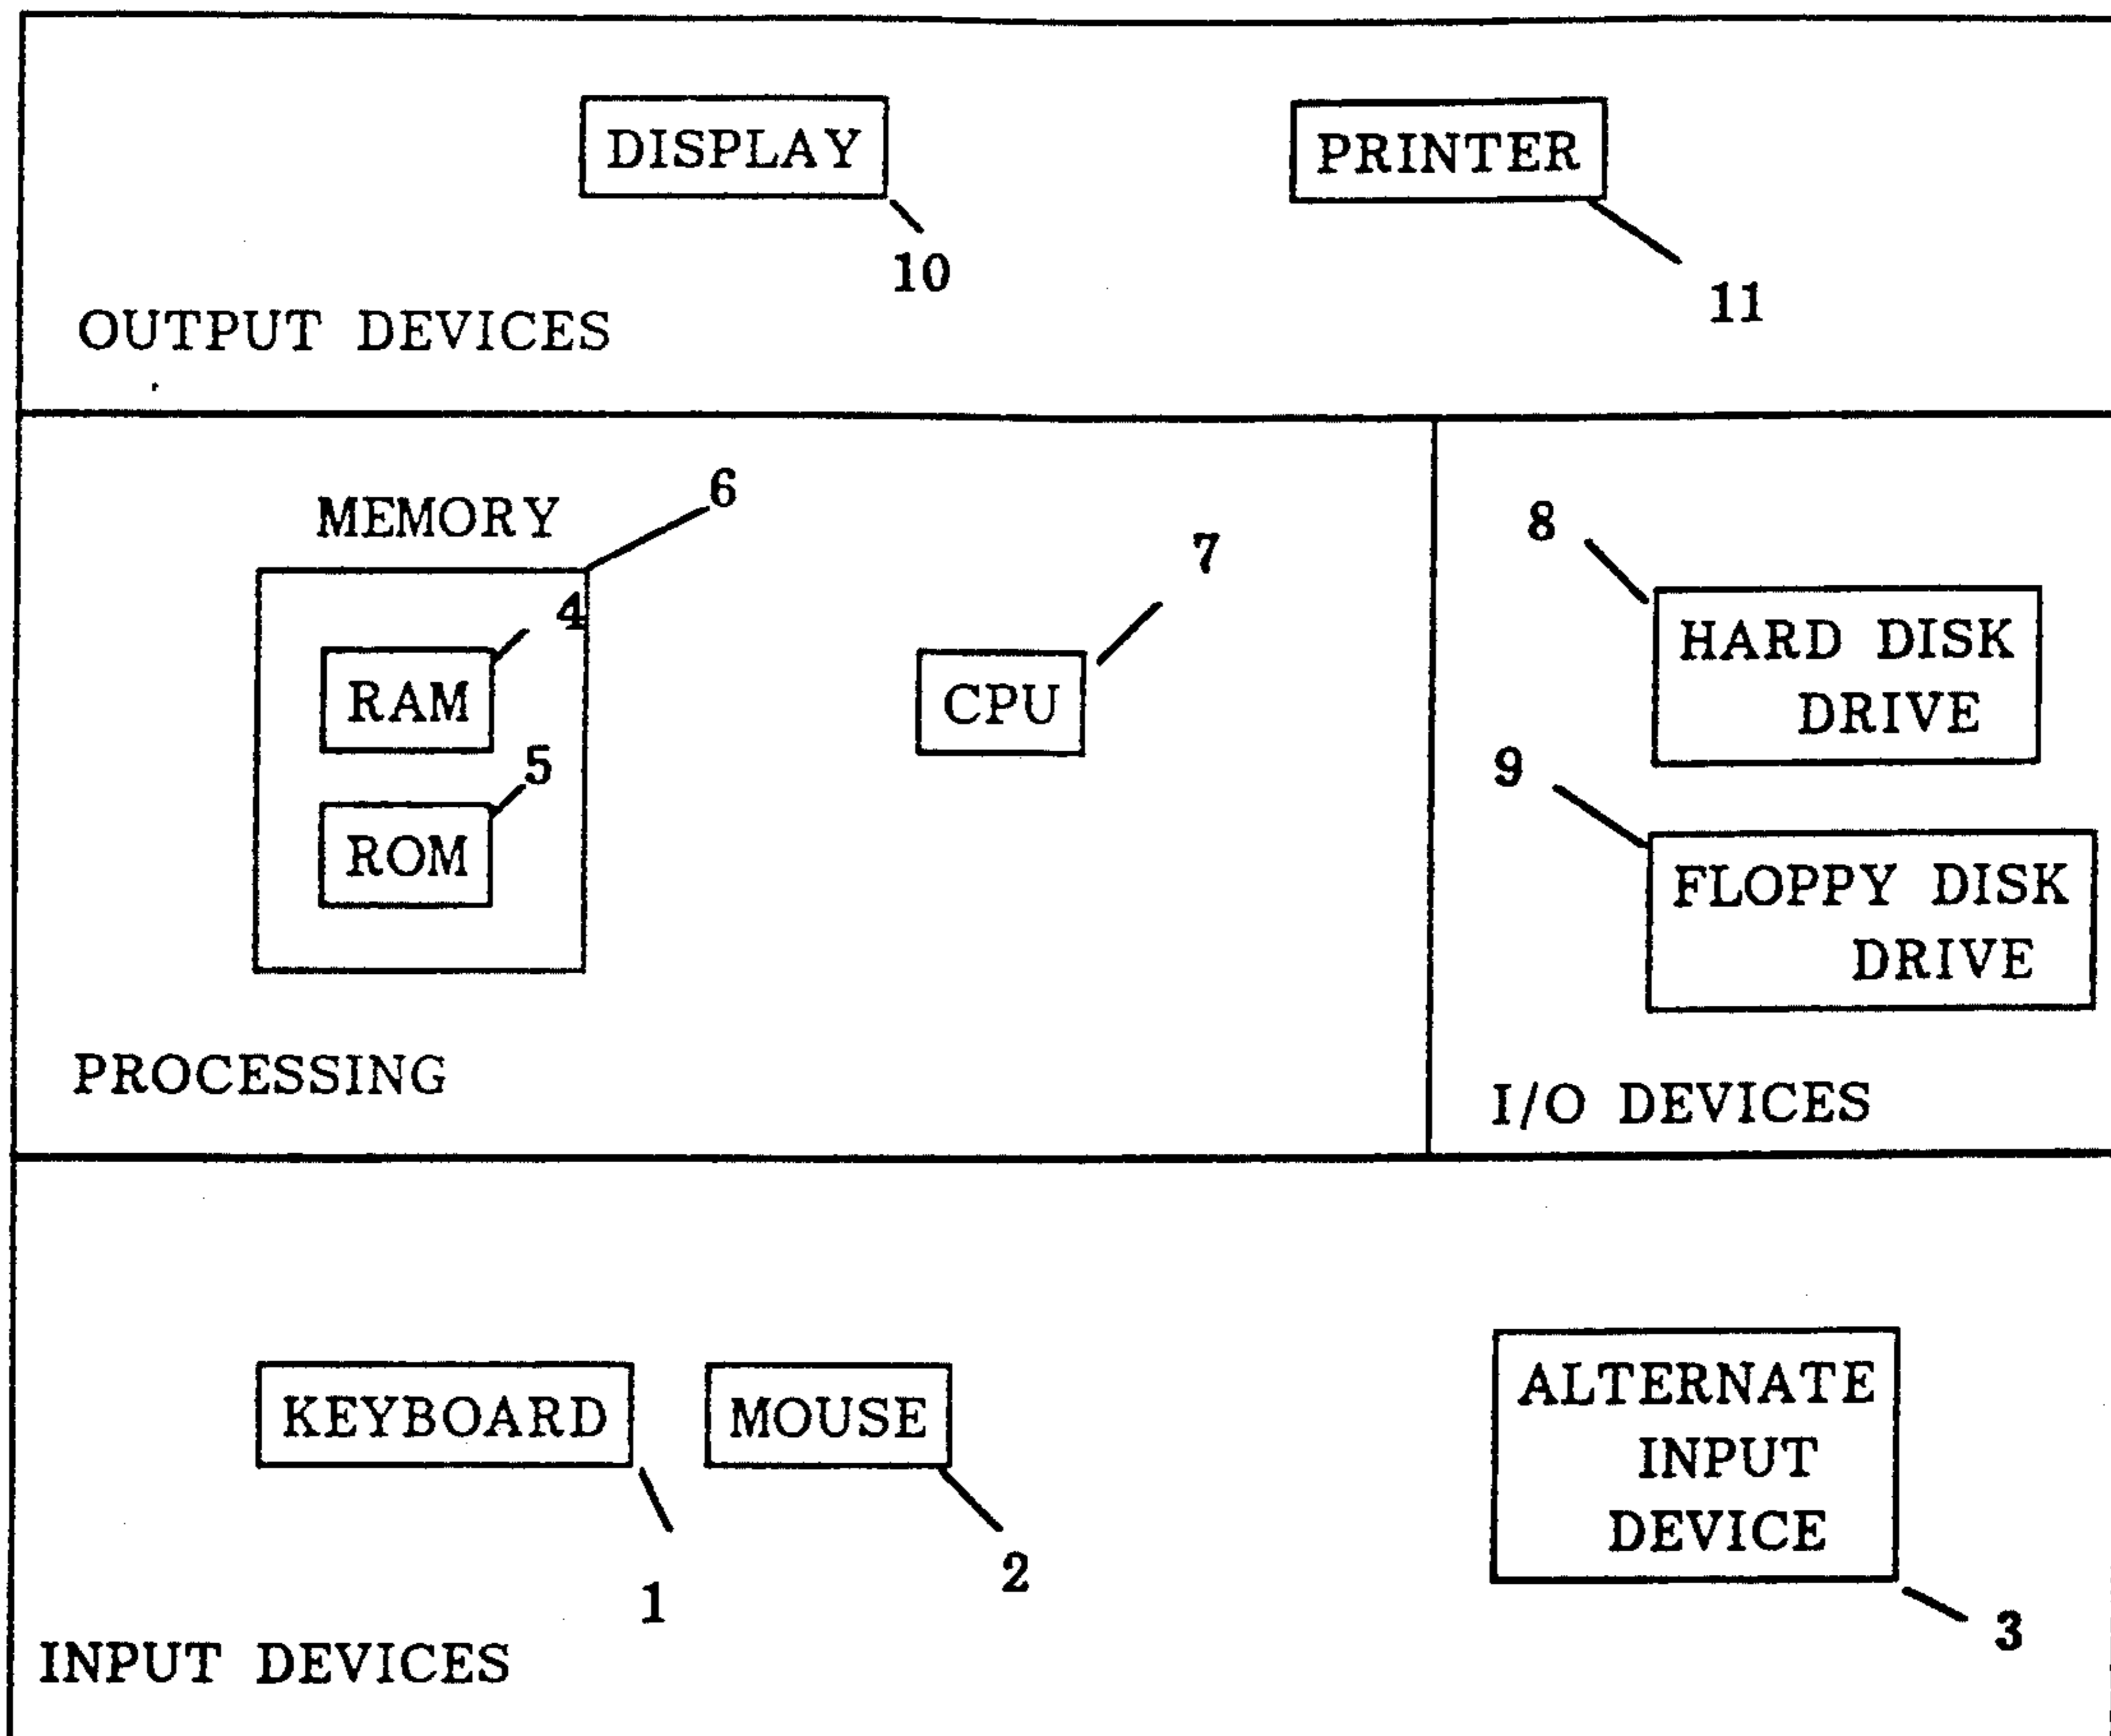 DISPLAY
PRINTER
10
11
OUTPUT DEVICES
MEMORY
6
4
RAM
5
ROM
7
CPU
8
HARD DISK
DRIVE
9
FLOPPY DISK
DRIVE
PROCESSING
I/O DEVICES
KEYBOARD
MOUSE
ALTERNATE
INPUT
DEVICE
1
2
3
INPUT DEVICES